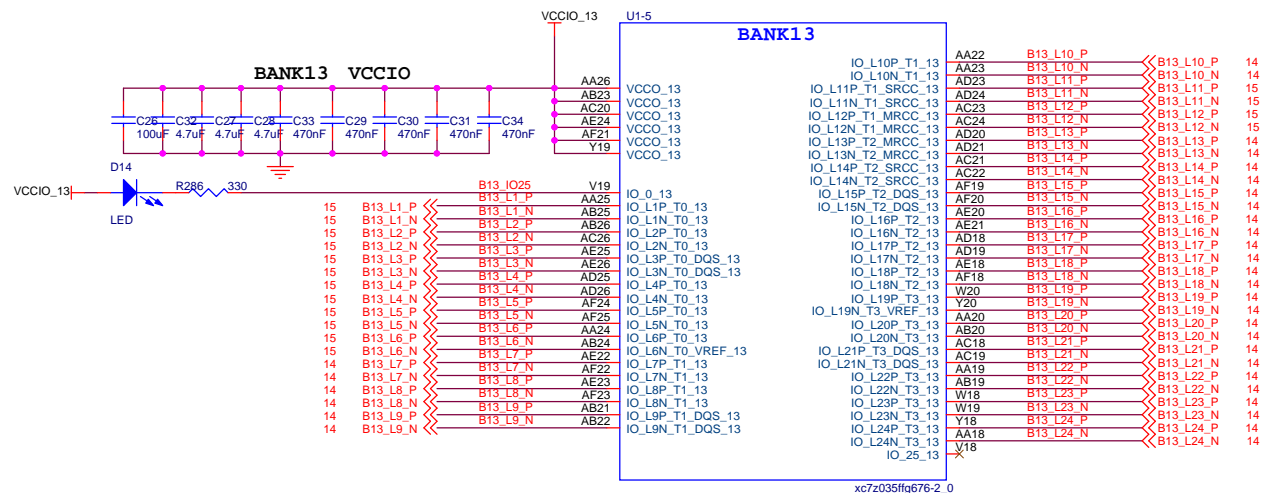 VCCIO_13
U1-5
BANK13
BANK13 VCCIO
C26 C32 C27 C28 C33 C29 C30 C31 C34
100uF 4.7uF 4.7uF 4.7uF 470nF 470nF 470nF 470nF 470nF
AA26 VCCO_13
AB23 VCCO_13
AC20 VCCO_13
AE24 VCCO_13
AF21 VCCO_13
Y19 VCCO_13
D14
VCCIO_13
LED
R286 330
B13_IO25 V19 IO_0_13
15 B13_L1_P B13_L1_P AA25 IO_L1P_T0_13
15 B13_L1_N B13_L1_N AB25 IO_L1N_T0_13
15 B13_L2_P B13_L2_P AB26 IO_L2P_T0_13
15 B13_L2_N B13_L2_N AC26 IO_L2N_T0_13
15 B13_L3_P B13_L3_P AE25 IO_L3P_T0_DQS_13
15 B13_L3_N B13_L3_N AE26 IO_L3N_T0_DQS_13
15 B13_L4_P B13_L4_P AD25 IO_L4P_T0_13
15 B13_L4_N B13_L4_N AD26 IO_L4N_T0_13
15 B13_L5_P B13_L5_P AF24 IO_L5P_T0_13
15 B13_L5_N B13_L5_N AF25 IO_L5N_T0_13
15 B13_L6_P B13_L6_P AA24 IO_L6P_T0_13
15 B13_L6_N B13_L6_N AB24 IO_L6N_T0_VREF_13
14 B13_L7_P B13_L7_P AE22 IO_L7P_T1_13
14 B13_L7_N B13_L7_N AF22 IO_L7N_T1_13
14 B13_L8_P B13_L8_P AE23 IO_L8P_T1_13
14 B13_L8_N B13_L8_N AF23 IO_L8N_T1_13
14 B13_L9_P B13_L9_P AB21 IO_L9P_T1_DQS_13
14 B13_L9_N B13_L9_N AB22 IO_L9N_T1_DQS_13
IO_L10P_T1_13 AA22 B13_L10_P B13_L10_P 14
IO_L10N_T1_13 AA23 B13_L10_N B13_L10_N 14
IO_L11P_T1_SRCC_13 AD23 B13_L11_P B13_L11_P 15
IO_L11N_T1_SRCC_13 AD24 B13_L11_N B13_L11_N 15
IO_L12P_T1_MRCC_13 AC23 B13_L12_P B13_L12_P 15
IO_L12N_T1_MRCC_13 AC24 B13_L12_N B13_L12_N 15
IO_L13P_T2_MRCC_13 AD20 B13_L13_P B13_L13_P 14
IO_L13N_T2_MRCC_13 AD21 B13_L13_N B13_L13_N 14
IO_L14P_T2_SRCC_13 AC21 B13_L14_P B13_L14_P 14
IO_L14N_T2_SRCC_13 AC22 B13_L14_N B13_L14_N 14
IO_L15P_T2_DQS_13 AF19 B13_L15_P B13_L15_P 14
IO_L15N_T2_DQS_13 AF20 B13_L15_N B13_L15_N 14
IO_L16P_T2_13 AE20 B13_L16_P B13_L16_P 14
IO_L16N_T2_13 AE21 B13_L16_N B13_L16_N 14
IO_L17P_T2_13 AD18 B13_L17_P B13_L17_P 14
IO_L17N_T2_13 AD19 B13_L17_N B13_L17_N 14
IO_L18P_T2_13 AE18 B13_L18_P B13_L18_P 14
IO_L18N_T2_13 AF18 B13_L18_N B13_L18_N 14
IO_L19P_T3_13 W20 B13_L19_P B13_L19_P 14
IO_L19N_T3_VREF_13 Y20 B13_L19_N B13_L19_N 14
IO_L20P_T3_13 AA20 B13_L20_P B13_L20_P 14
IO_L20N_T3_13 AB20 B13_L20_N B13_L20_N 14
IO_L21P_T3_DQS_13 AC18 B13_L21_P B13_L21_P 14
IO_L21N_T3_DQS_13 AC19 B13_L21_N B13_L21_N 14
IO_L22P_T3_13 AA19 B13_L22_P B13_L22_P 14
IO_L22N_T3_13 AB19 B13_L22_N B13_L22_N 14
IO_L23P_T3_13 W18 B13_L23_P B13_L23_P 14
IO_L23N_T3_13 W19 B13_L23_N B13_L23_N 14
IO_L24P_T3_13 Y18 B13_L24_P B13_L24_P 14
IO_L24N_T3_13 AA18 B13_L24_N B13_L24_N 14
IO_25_13 V18
xc7z035ffg676-2_0